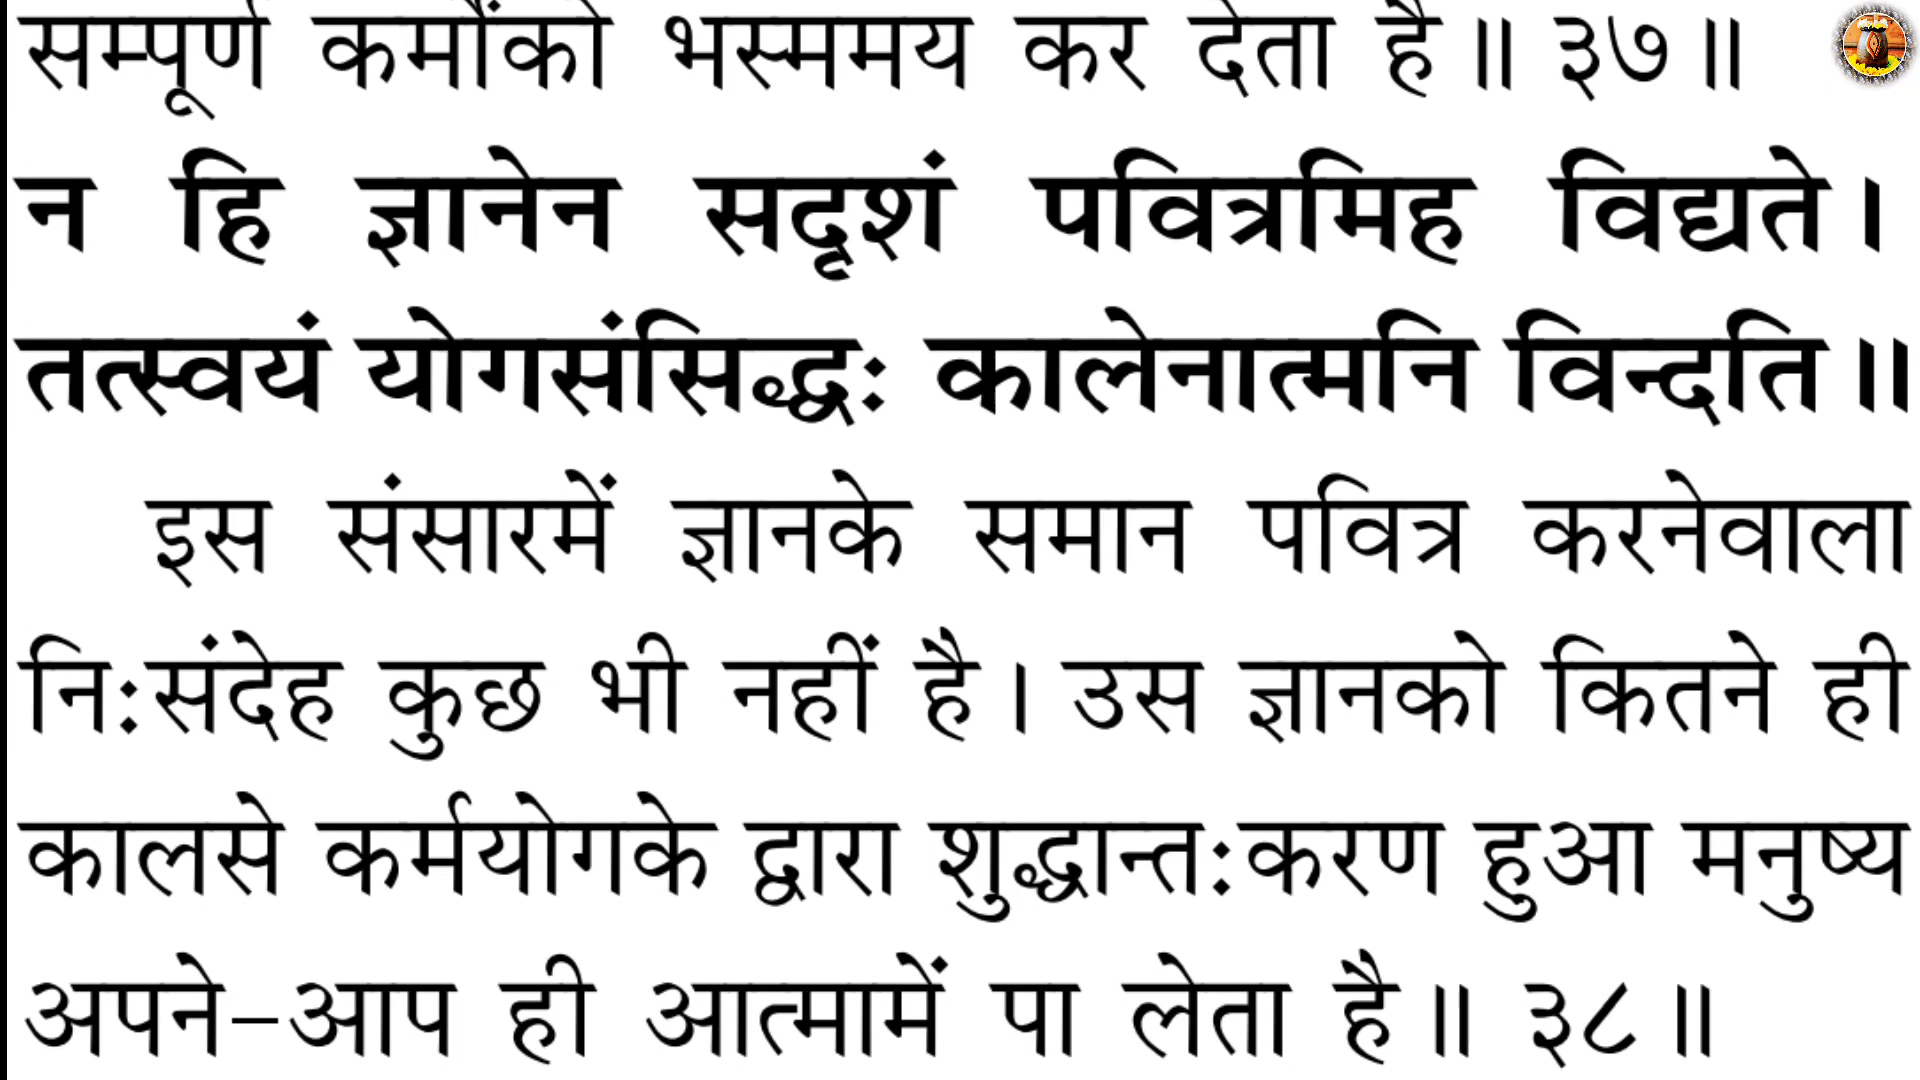 सम्पूर्ण कर्मोंको भस्ममय कर देता है॥ ३७॥
न हि ज्ञानेन सदृशं पवित्रमिह विद्यते।
तत्स्वयं योगसंसिद्धः कालेनात्मनि विन्दति॥
इस संसारमें ज्ञानके समान पवित्र करनेवाला
नि:संदेह कुछ भी नहीं है। उस ज्ञानको कितने ही
कालसे कर्मयोगके द्वारा शुद्धान्त:करण हुआ मनुष्य
अपने-आप ही आत्मामें पा लेता है॥ ३८॥